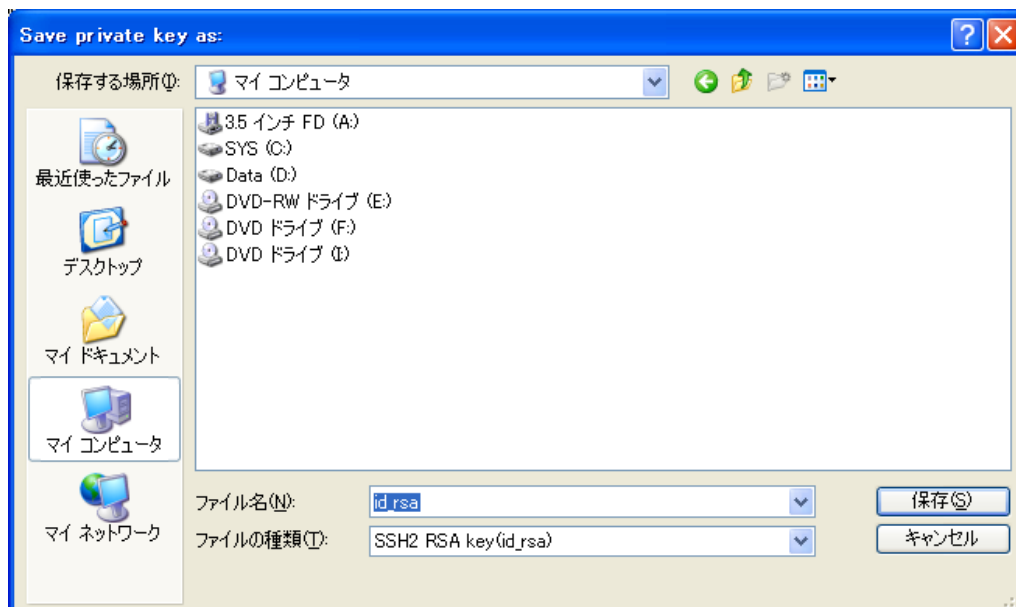 Save private key as:
保存する場所(I):
マイ コンピュータ
最近使ったファイル
デスクトップ
マイ ドキュメント
マイ コンピュータ
マイ ネットワーク
3.5 インチ FD (A:)
SYS (C:)
Data (D:)
DVD-RW ドライブ (E:)
DVD ドライブ (F:)
DVD ドライブ (I:)
ファイル名(N):
id_rsa
保存(S)
ファイルの種類(T):
SSH2 RSA key(id_rsa)
キャンセル